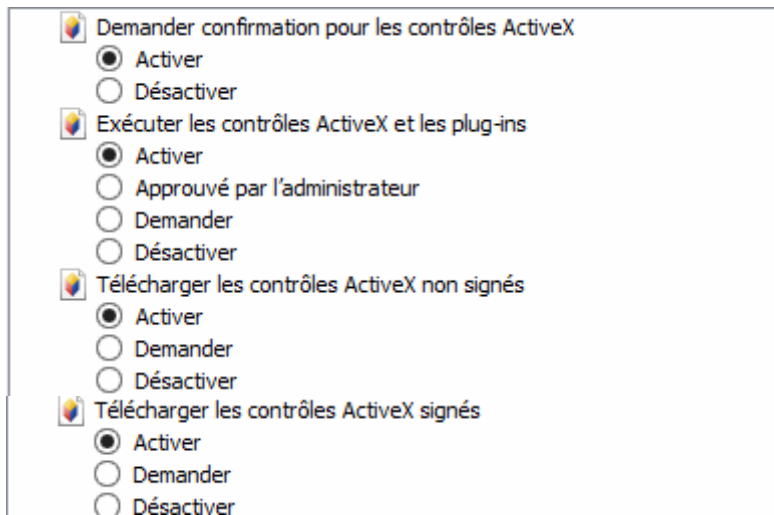 Demander confirmation pour les contrôles ActiveX
Activer
Désactiver
Exécuter les contrôles ActiveX et les plug-ins
Activer
Approuvé par l'administrateur
Demander
Désactiver
Télécharger les contrôles ActiveX non signés
Activer
Demander
Désactiver
Télécharger les contrôles ActiveX signés
Activer
Demander
Désactiver